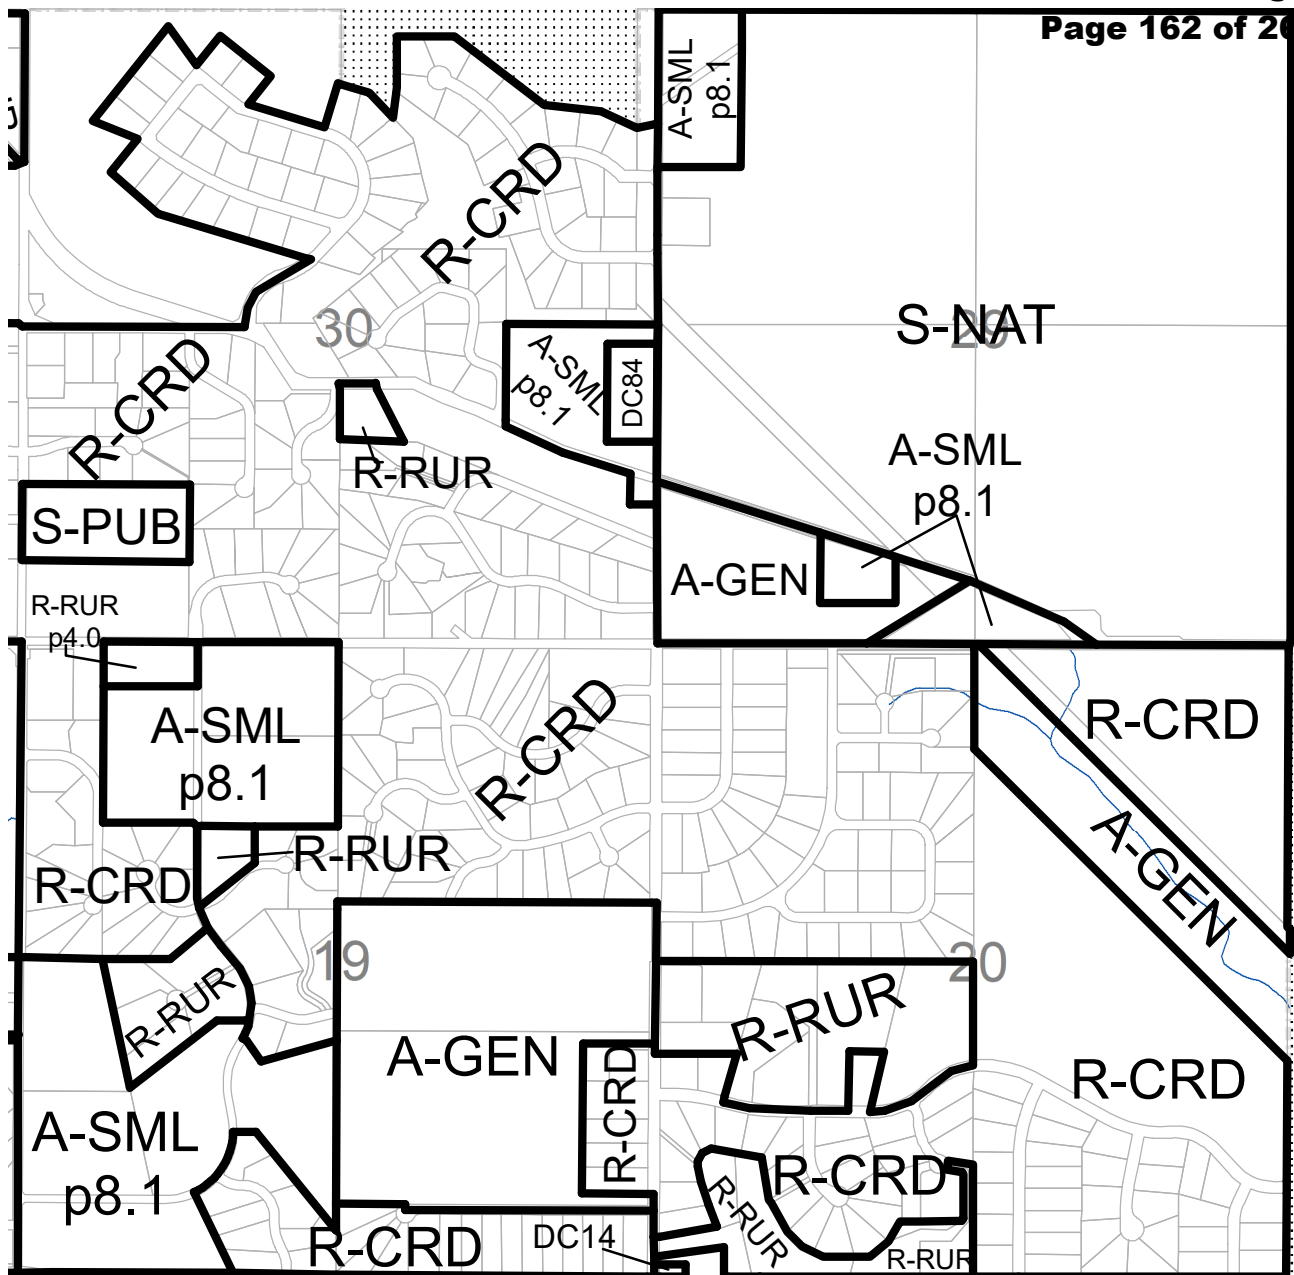 Page 162 of 26
A-SML
p8.1
R-CRD
30
S-NAT
29
R-CRD
A-SML
p8.1
DC84
R-RUR
A-SML
p8.1
S-PUB
A-GEN
R-RUR
p4.0
A-SML
p8.1
R-CRD
R-CRD
R-RUR
R-CRD
A-GEN
19
20
R-RUR
R-RUR
A-GEN
R-CRD
R-CRD
A-SML
p8.1
R-CRD
R-RUR
R-CRD
DC14
R-RUR